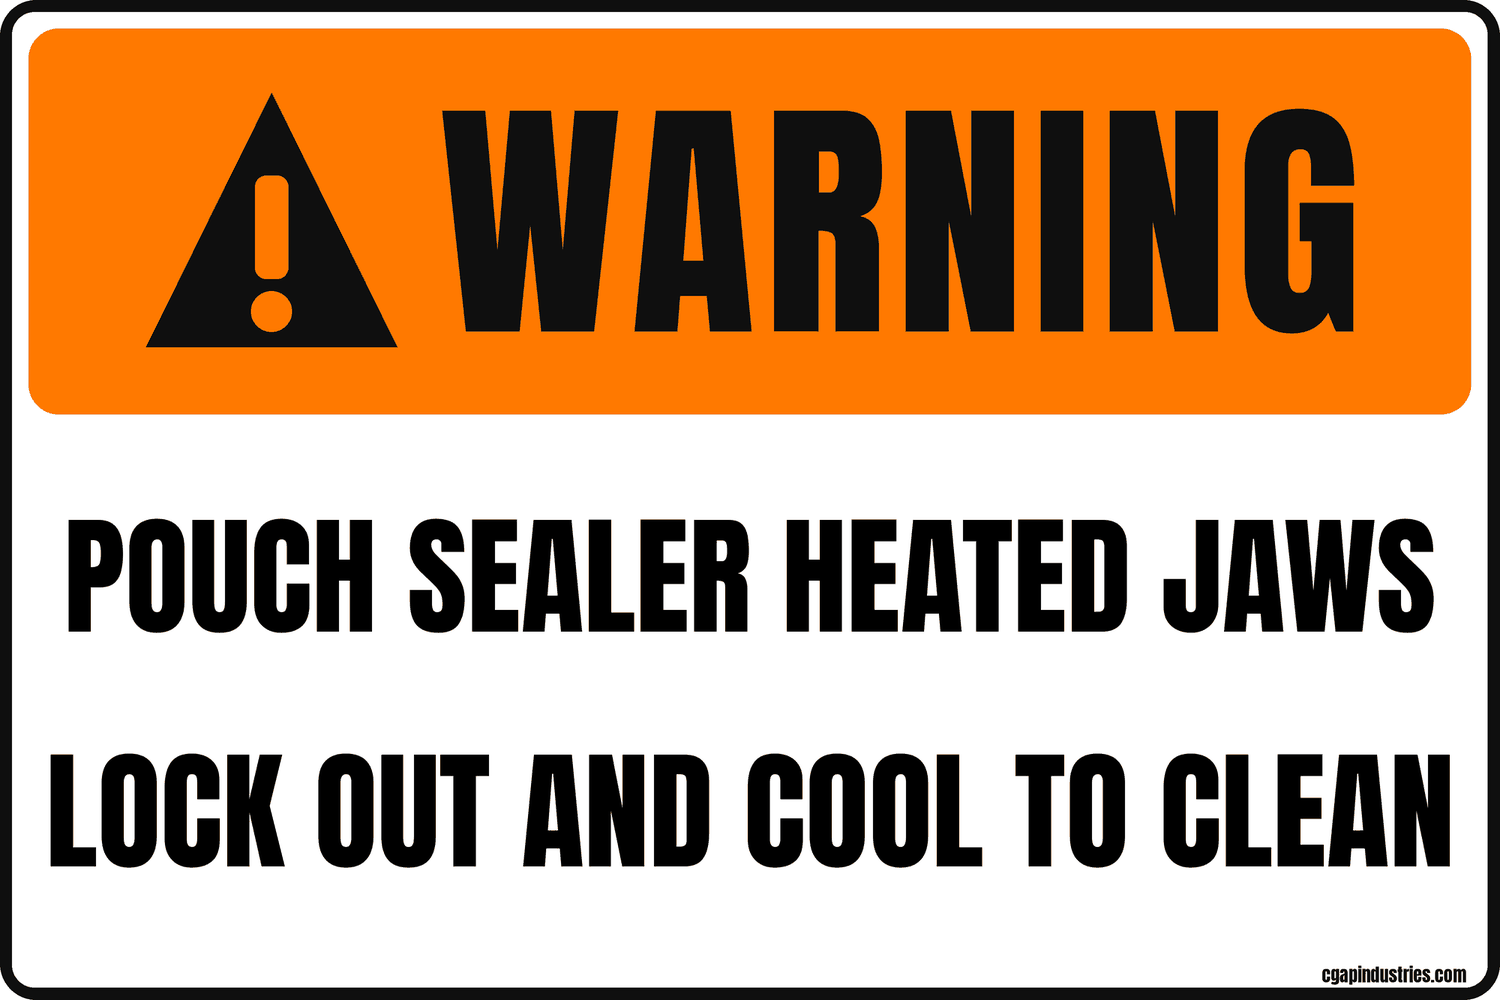 WARNING
POUCH SEALER HEATED JAWS
LOCK OUT AND COOL TO CLEAN
cgapindustries.com